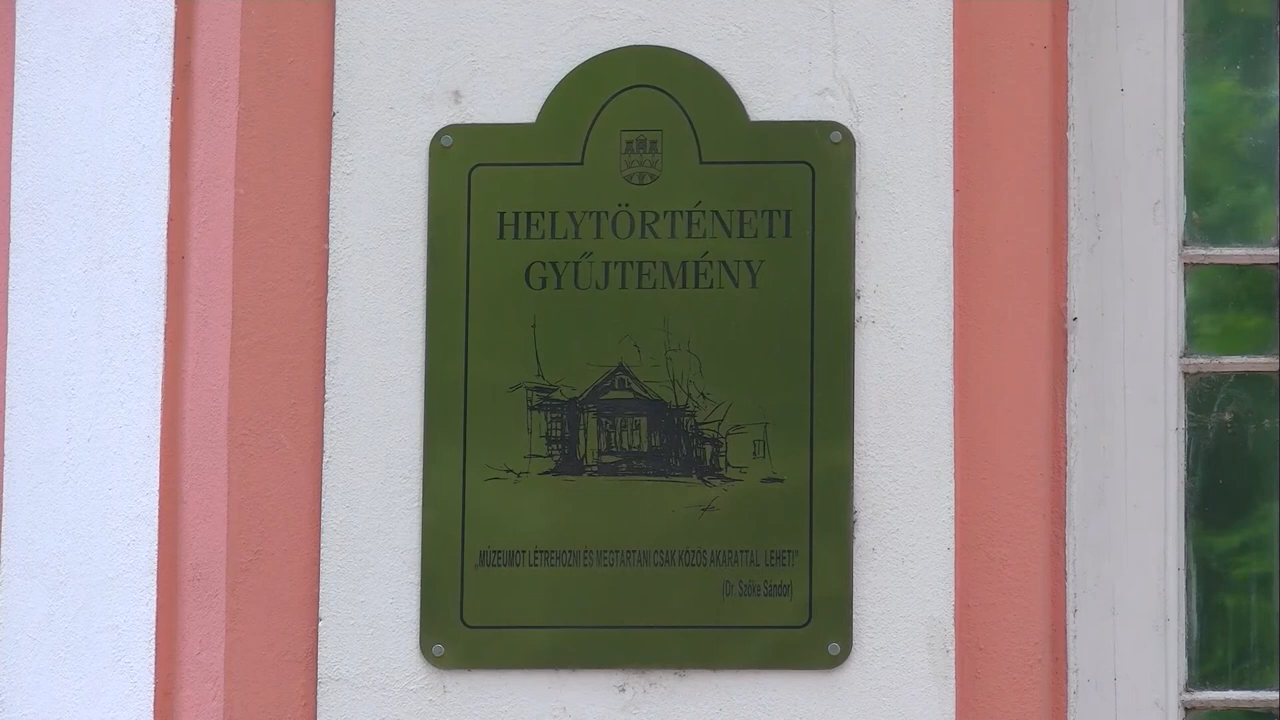 HELYTÖRTÉNETI
GYŰJTEMÉNY
„MÚZEUMOT LÉTREHOZNI ÉS MEGTARTANI CSAK KÖZÖS AKARATTAL LEHET!”
(Dr. Szőke Sándor)